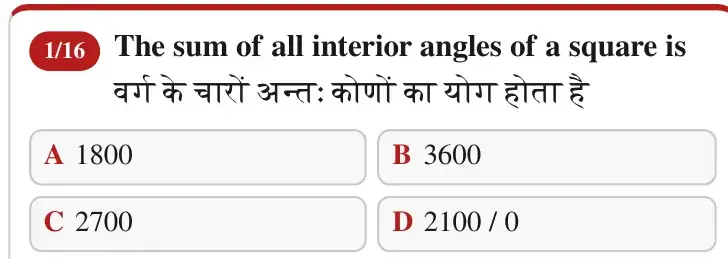 1/16 The sum of all interior angles of a square is
वर्ग के चारों अन्तः कोणों का योग होता है
A 1800
B 3600
C 2700
D 2100 / 0